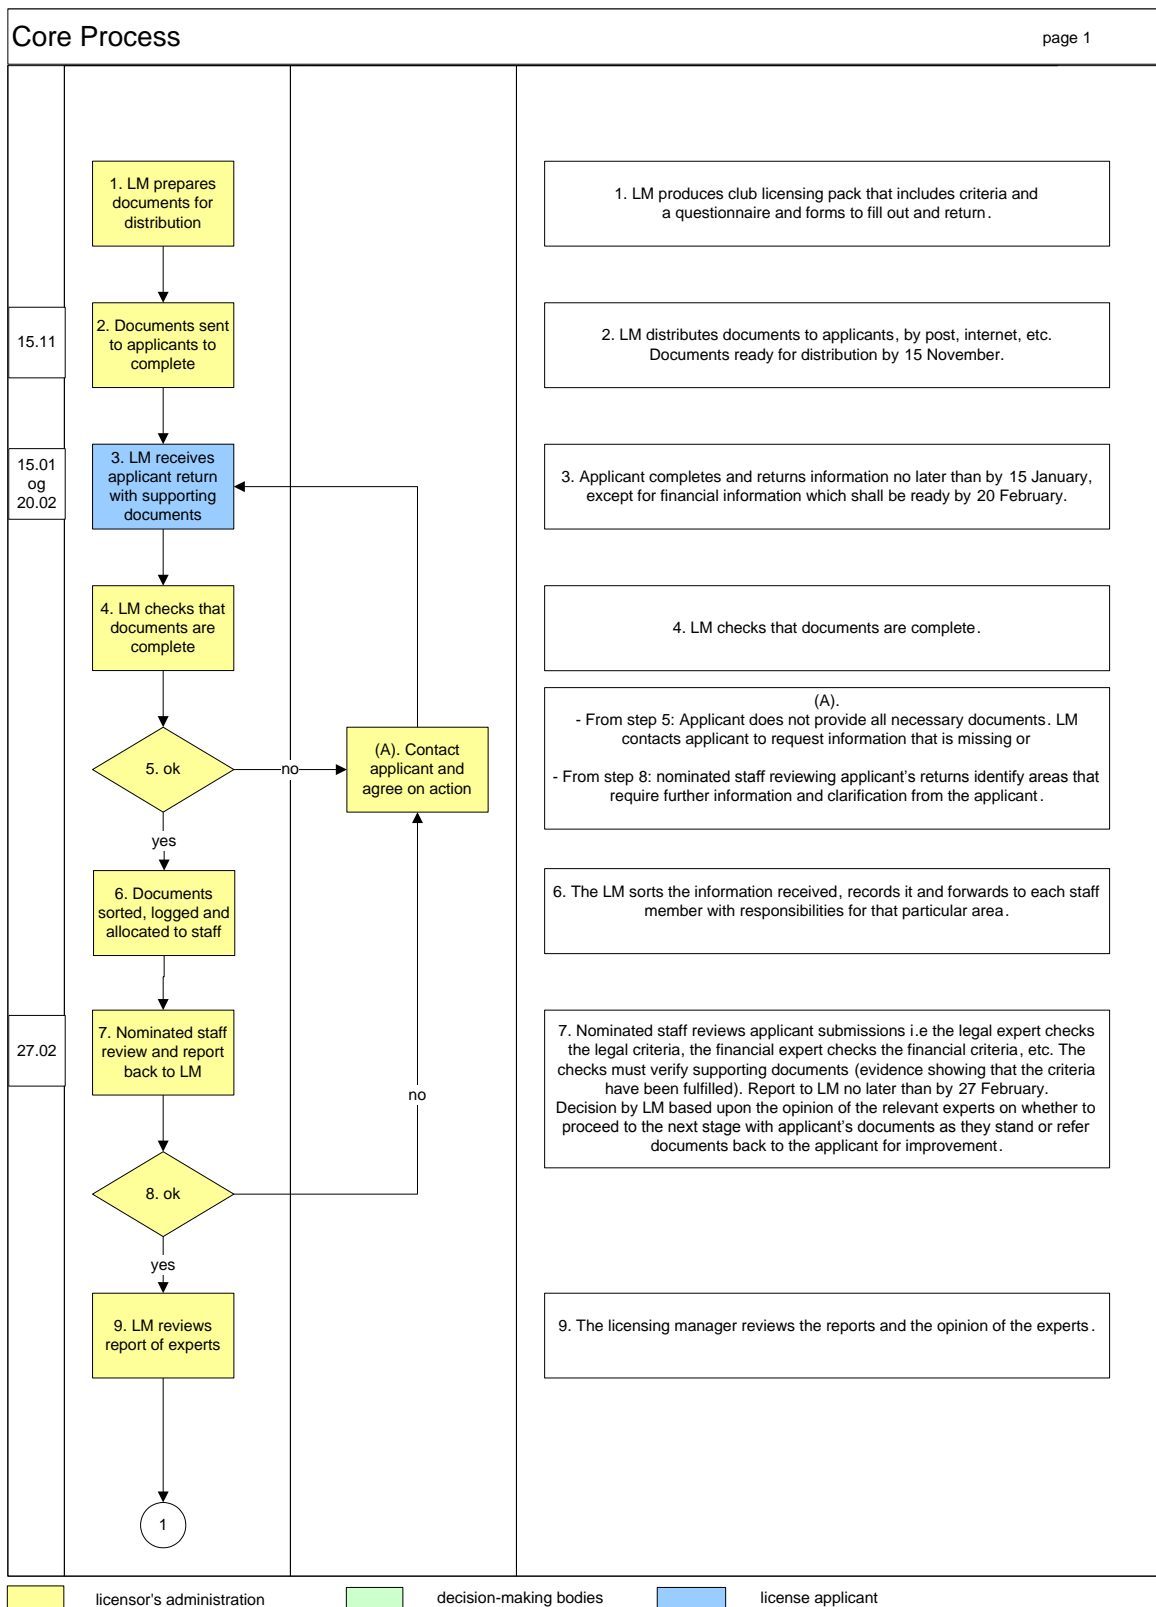 Core Process
page 1
1. LM prepares
documents for
distribution
1. LM produces club licensing pack that includes criteria and
a questionnaire and forms to fill out and return.
15.11
2. Documents sent
to applicants to
complete
2. LM distributes documents to applicants, by post, internet, etc.
Documents ready for distribution by 15 November.
15.01
og
20.02
3. LM receives
applicant return
with supporting
documents
3. Applicant completes and returns information no later than by 15 January,
except for financial information which shall be ready by 20 February.
4. LM checks that
documents are
complete
4. LM checks that documents are complete.
5. ok
no
(A). Contact
applicant and
agree on action
(A).
- From step 5: Applicant does not provide all necessary documents. LM
contacts applicant to request information that is missing or
- From step 8: nominated staff reviewing applicant's returns identify areas that
require further information and clarification from the applicant.
yes
6. Documents
sorted, logged and
allocated to staff
6. The LM sorts the information received, records it and forwards to each staff
member with responsibilities for that particular area.
27.02
7. Nominated staff
review and report
back to LM
no
7. Nominated staff reviews applicant submissions i.e the legal expert checks
the legal criteria, the financial expert checks the financial criteria, etc. The
checks must verify supporting documents (evidence showing that the criteria
have been fulfilled). Report to LM no later than by 27 February.
Decision by LM based upon the opinion of the relevant experts on whether to
proceed to the next stage with applicant's documents as they stand or refer
documents back to the applicant for improvement.
8. ok
yes
9. LM reviews
report of experts
9. The licensing manager reviews the reports and the opinion of the experts.
1
licensor's administration
decision-making bodies
license applicant